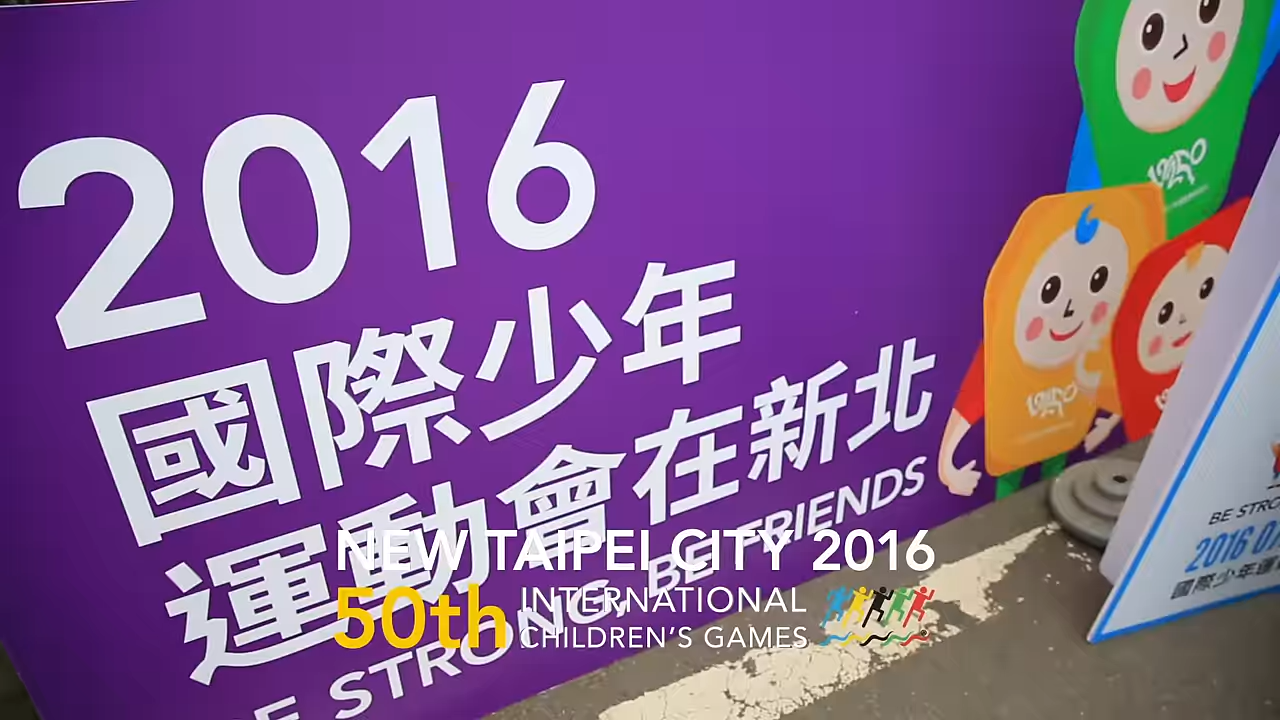 2016
國際少年
運動會在新北
BE STRONG, BE FRIENDS
NEW TAIPEI CITY 2016
50th INTERNATIONAL
CHILDREN'S GAMES
BE STRO
2016 07
國際少年運